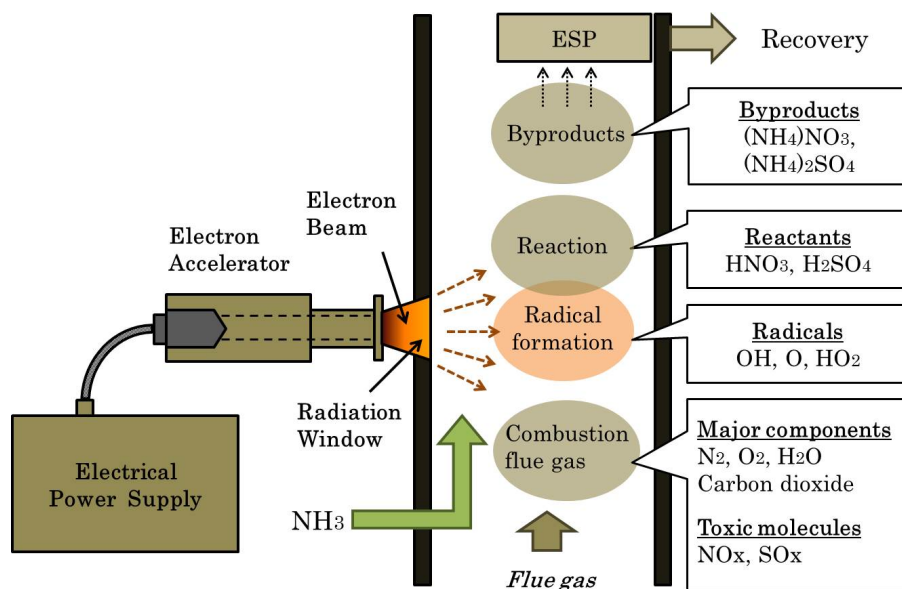 ESP
Recovery
Byproducts
Byproducts
(NH4)NO3,
(NH4)2SO4
Electron
Beam
Electron
Accelerator
Reaction
Reactants
HNO3, H2SO4
Radical
formation
Radicals
OH, O, HO2
Radiation
Window
Combustion
flue gas
Major components
N2, O2, H2O
Carbon dioxide
Toxic molecules
NOx, SOx
Electrical
Power Supply
NH3
Flue gas